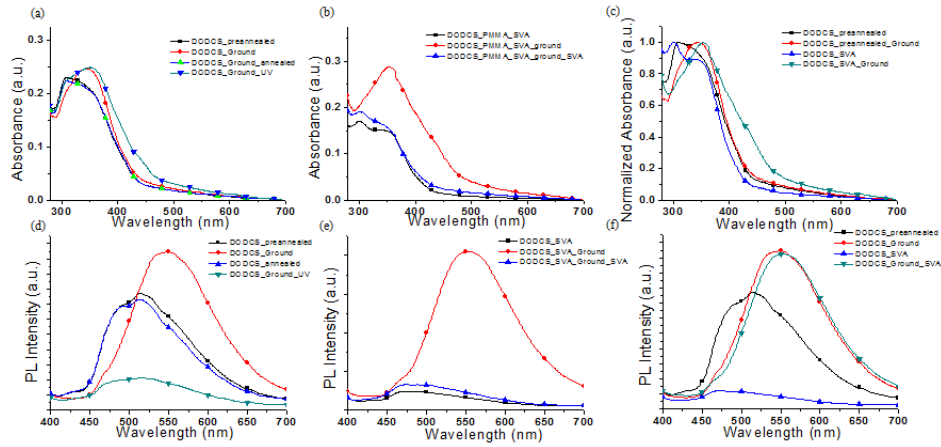 (a)
DODCS_preannealed
DODCS_Ground
DODCS_Ground_annealed
DODCS_Ground_UV
0.3
0.2
0.1
0.0
Absorbance (a.u.)
300 400 500 600 700
Wavelength (nm)
(b)
DODCS_PMMA_SVA
DODCS_PMMA_SVA_ground
DODCS_PMMA_SVA_ground_SVA
0.3
0.2
0.1
0.0
Absorbance (a.u.)
300 400 500 600 700
Wavelength (nm)
(c)
DODCS_preannealed
DODCS_preannealed_Ground
DODCS_SVA
DODCS_SVA_Ground
1.0
0.8
0.6
0.4
0.2
0.0
Normalized Absorbance (a.u.)
300 400 500 600 700
Wavelength (nm)
(d)
DODCS_preannealed
DODCS_Ground
DODCS_annealed
DODCS_Ground_UV
PL Intensity (a.u.)
400 450 500 550 600 650 700
Wavelength (nm)
(e)
DODCS_SVA
DODCS_SVA_Ground
DODCS_SVA_Ground_SVA
PL Intensity (a.u.)
400 450 500 550 600 650 700
Wavelength (nm)
(f)
DODCS_preannealed
DODCS_Ground
DODCS_SVA
DODCS_Ground_SVA
PL Intensity (a.u.)
400 450 500 550 600 650 700
Wavelength (nm)